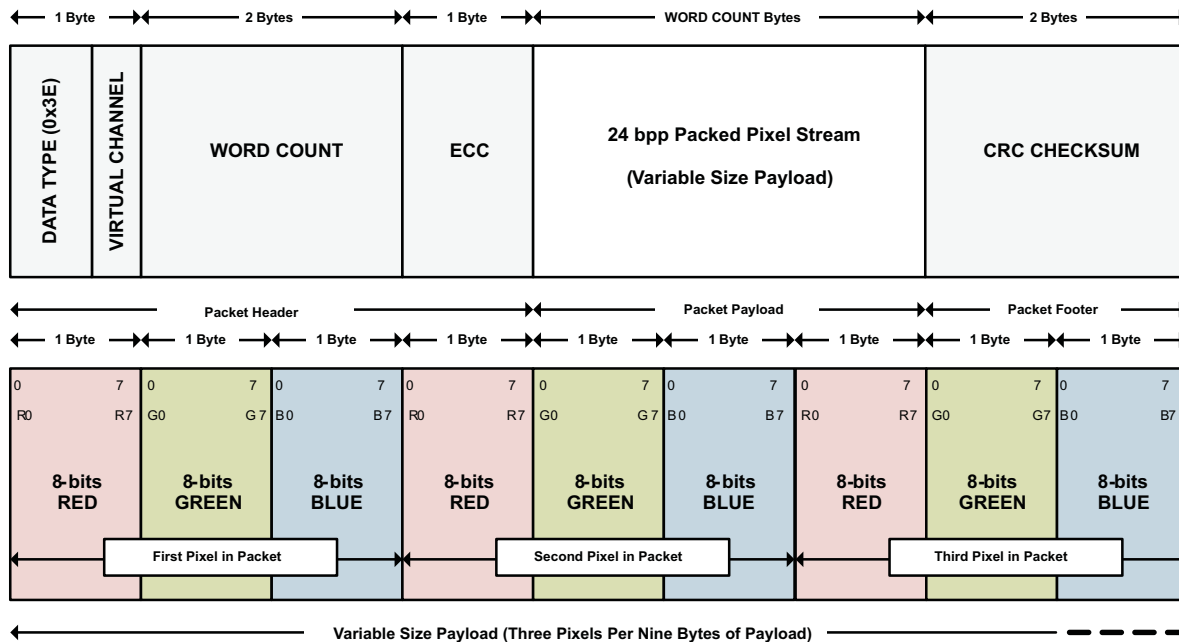 1 Byte 2 Bytes 1 Byte WORD COUNT Bytes 2 Bytes
DATA TYPE (0x3E)
VIRTUAL CHANNEL
WORD COUNT
ECC
24 bpp Packed Pixel Stream
(Variable Size Payload)
CRC CHECKSUM
Packet Header Packet Payload Packet Footer
1 Byte 1 Byte 1 Byte 1 Byte 1 Byte 1 Byte 1 Byte 1 Byte 1 Byte
0 7 0 7 0 7 0 7 0 7 0 7 0 7 0 7 0 7
R0 R7 G0 G7 B0 B7 R0 R7 G0 G7 B0 B7 R0 R7 G0 G7 B0 B7
8-bits 8-bits 8-bits 8-bits 8-bits 8-bits 8-bits 8-bits 8-bits
RED GREEN BLUE RED GREEN BLUE RED GREEN BLUE
First Pixel in Packet Second Pixel in Packet Third Pixel in Packet
Variable Size Payload (Three Pixels Per Nine Bytes of Payload)